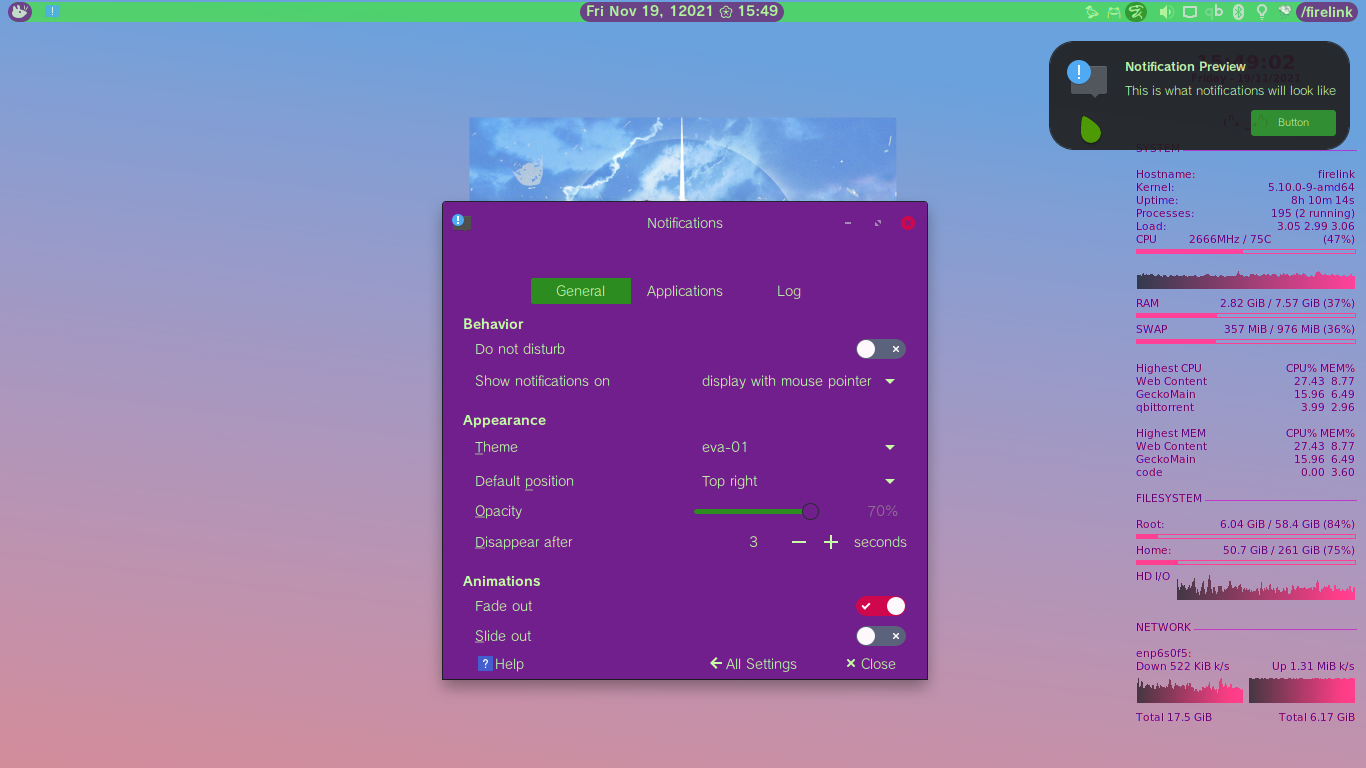 Fri Nov 19, 12021 15:49
qb
/firelink
Notification Preview
This is what notifications will look like
Button
Notifications
General Applications Log
Behavior
Do not disturb
Show notifications on display with mouse pointer
Appearance
Theme eva-01
Default position Top right
Opacity 70%
Disappear after 3 seconds
Animations
Fade out
Slide out
? Help All Settings Close
SYSTEM
Hostname: firelink
Kernel: 5.10.0-9-amd64
Uptime: 8h 10m 14s
Processes: 195 (2 running)
Load: 3.05 2.99 3.06
CPU 2666MHz / 75C (47%)
RAM 2.82 GiB / 7.57 GiB (37%)
SWAP 357 MiB / 976 MiB (36%)
Highest CPU CPU% MEM%
Web Content 27.43 8.77
GeckoMain 15.96 6.49
qbittorrent 3.99 2.96
Highest MEM CPU% MEM%
Web Content 27.43 8.77
GeckoMain 15.96 6.49
code 0.00 3.60
FILESYSTEM
Root: 6.04 GiB / 58.4 GiB (84%)
Home: 50.7 GiB / 261 GiB (75%)
HD I/O
NETWORK
enp6s0f5:
Down 522 KiB k/s Up 1.31 MiB k/s
Total 17.5 GiB Total 6.17 GiB